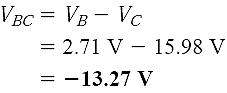 V_BC = V_B − V_C
= 2.71 V − 15.98 V
= −13.27 V